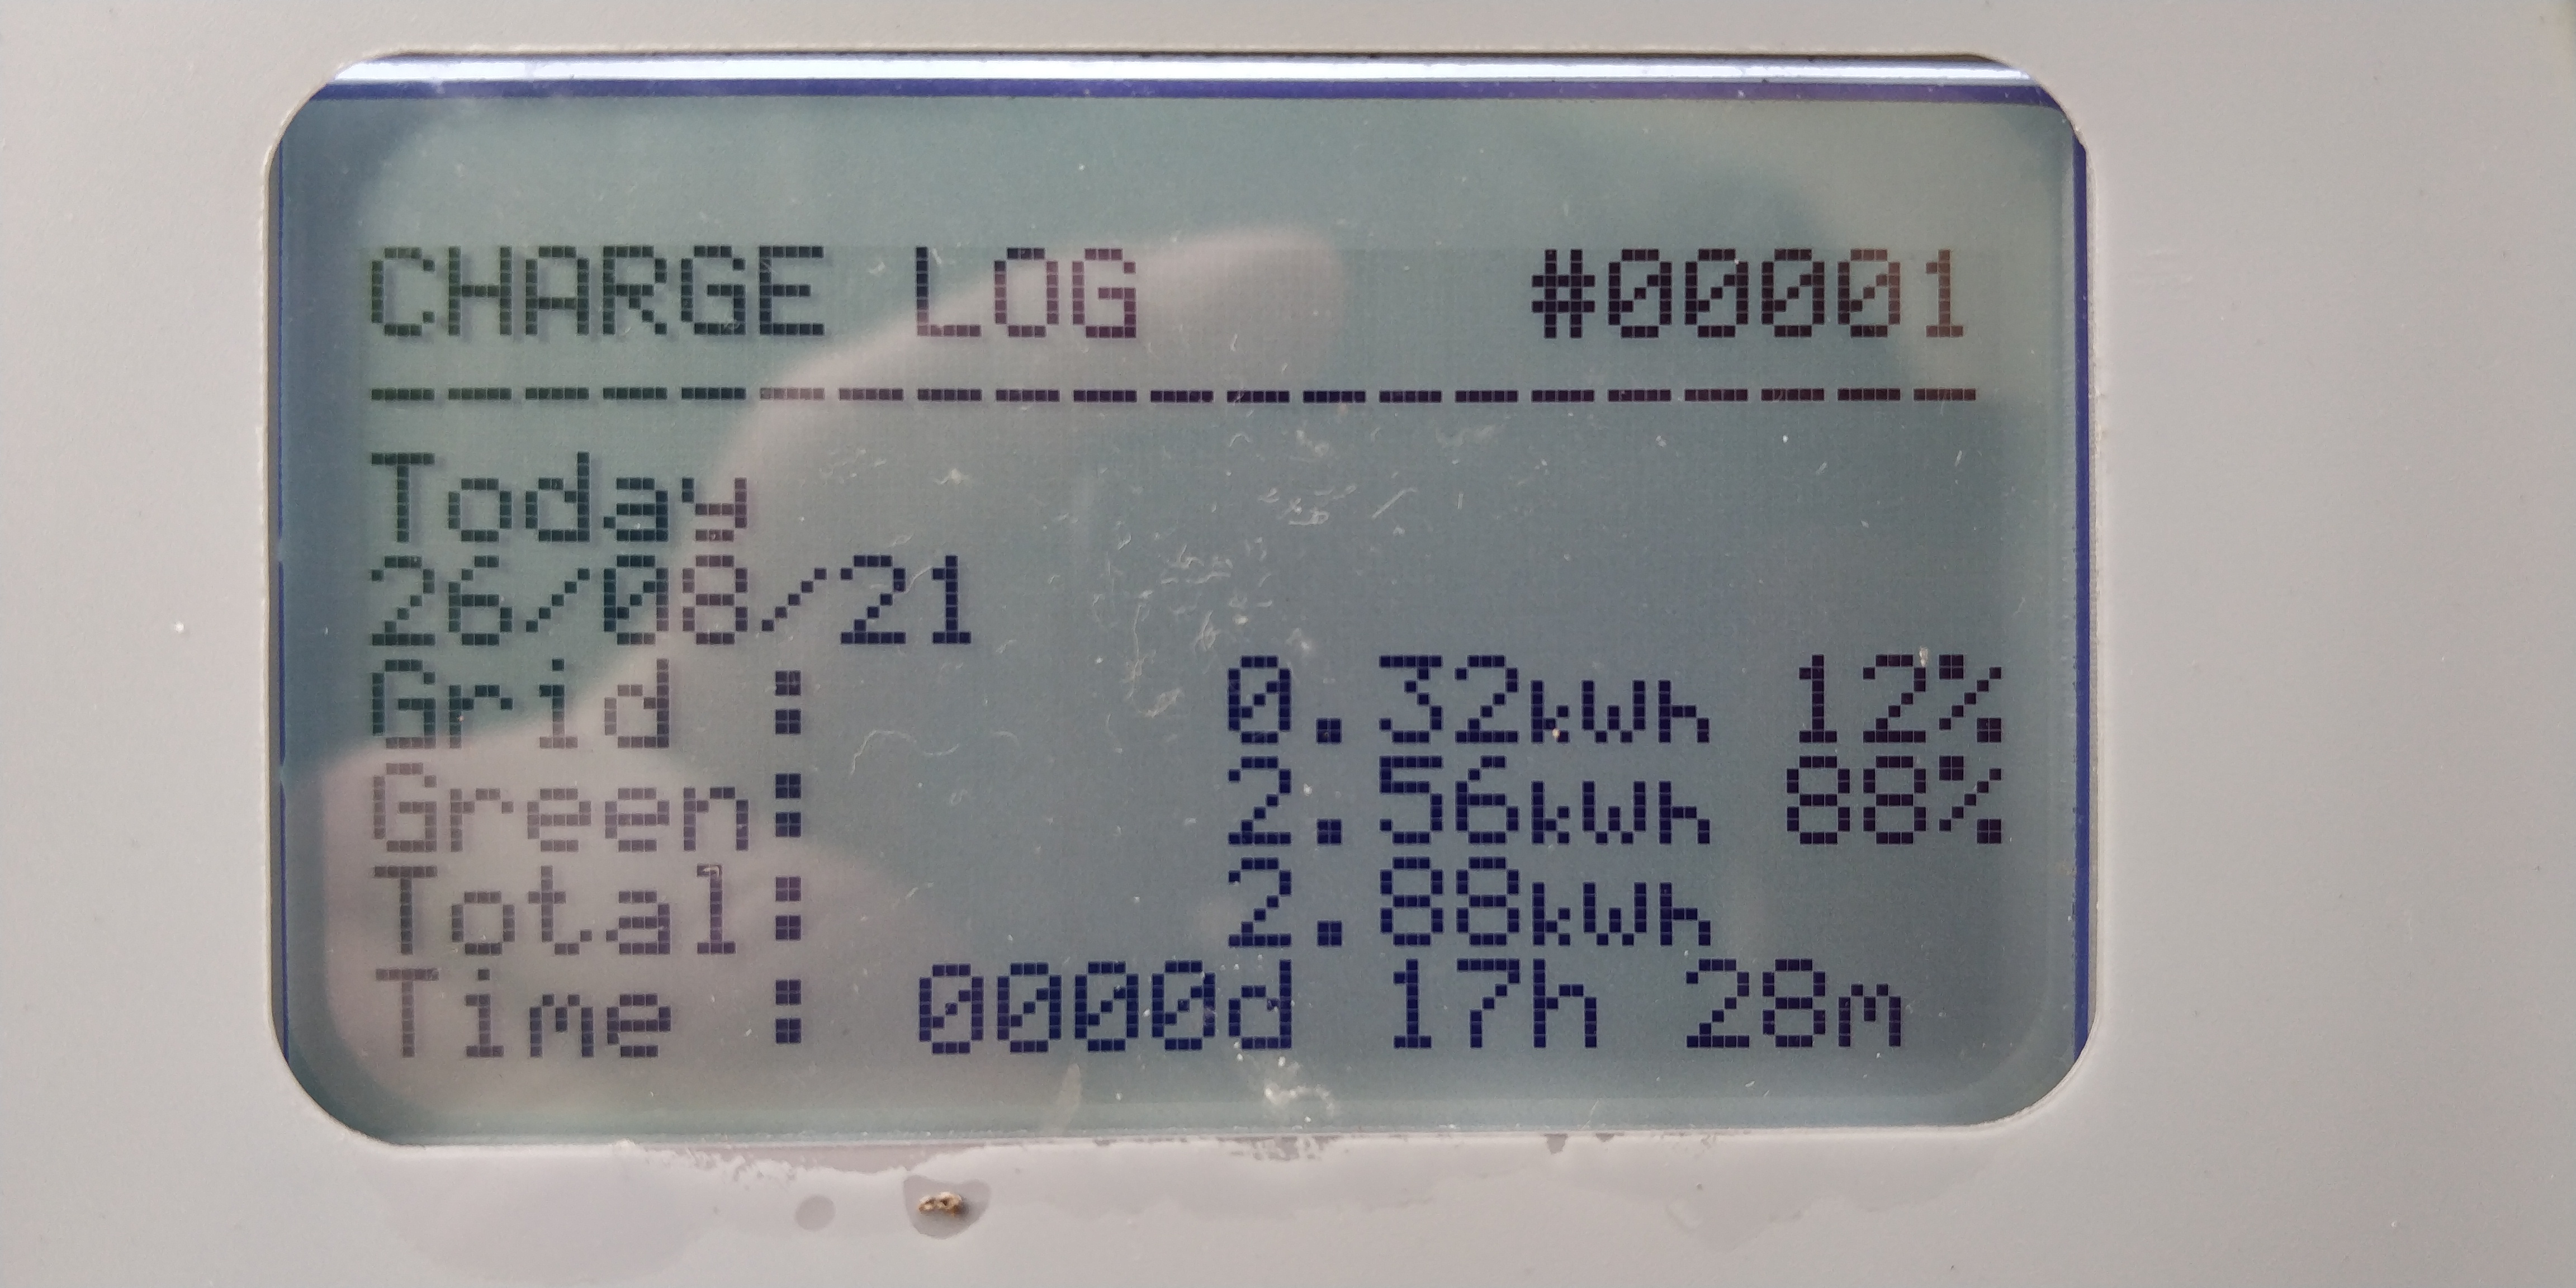 CHARGE LOG #00001
---------------------
Today
26/08/21
Grid : 0.32kWh 12%
Green: 2.56kWh 88%
Total: 2.88kWh
Time : 0000d 17h 28m